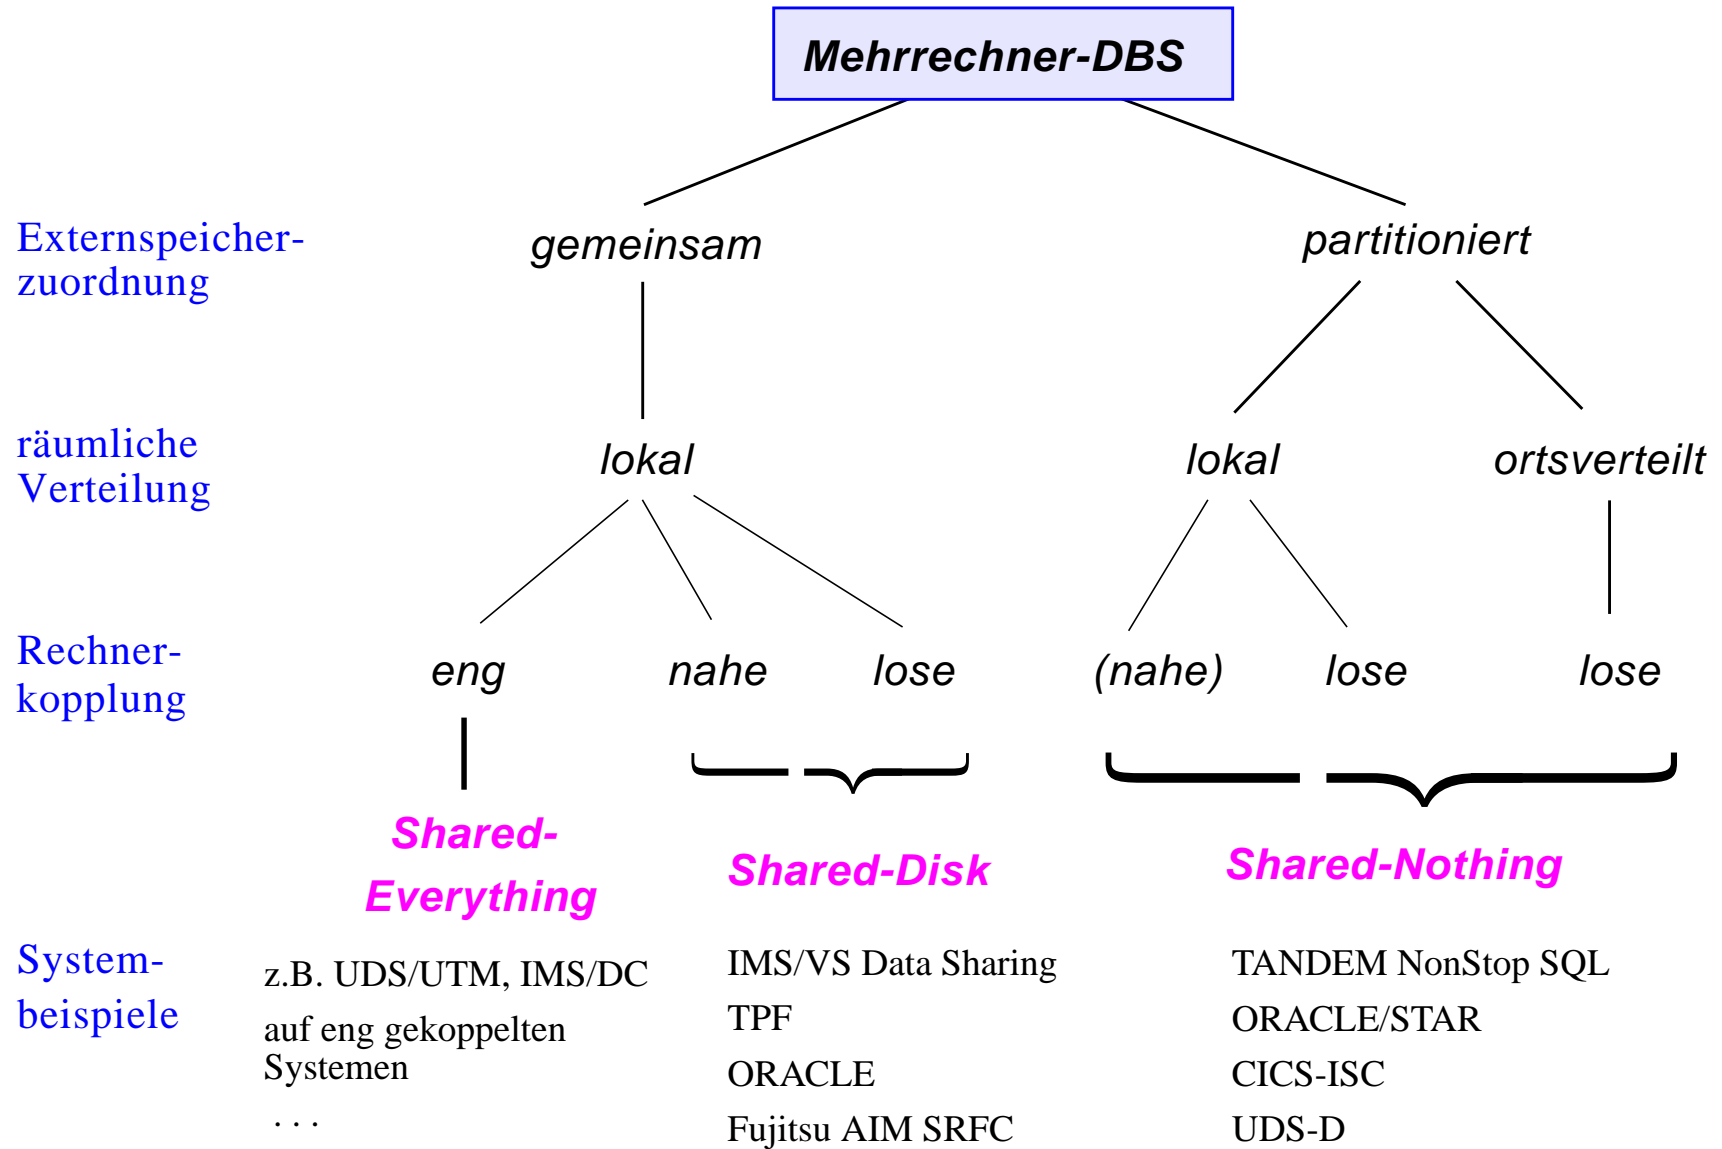 Mehrrechner-DBS
Externspeicher-
zuordnung
gemeinsam
partitioniert
räumliche
Verteilung
lokal
lokal
ortsverteilt
Rechner-
kopplung
eng
nahe
lose
(nahe)
lose
lose
Shared-
Everything
Shared-Disk
Shared-Nothing
System-
beispiele
z.B. UDS/UTM, IMS/DC
auf eng gekoppelten
Systemen
. . .
IMS/VS Data Sharing
TPF
ORACLE
Fujitsu AIM SRFC
TANDEM NonStop SQL
ORACLE/STAR
CICS-ISC
UDS-D